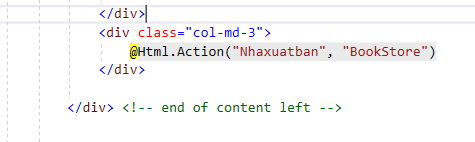 </div>
<div class="col-md-3">
@Html.Action("Nhaxuatban", "BookStore")
</div>
</div> <!-- end of content left -->